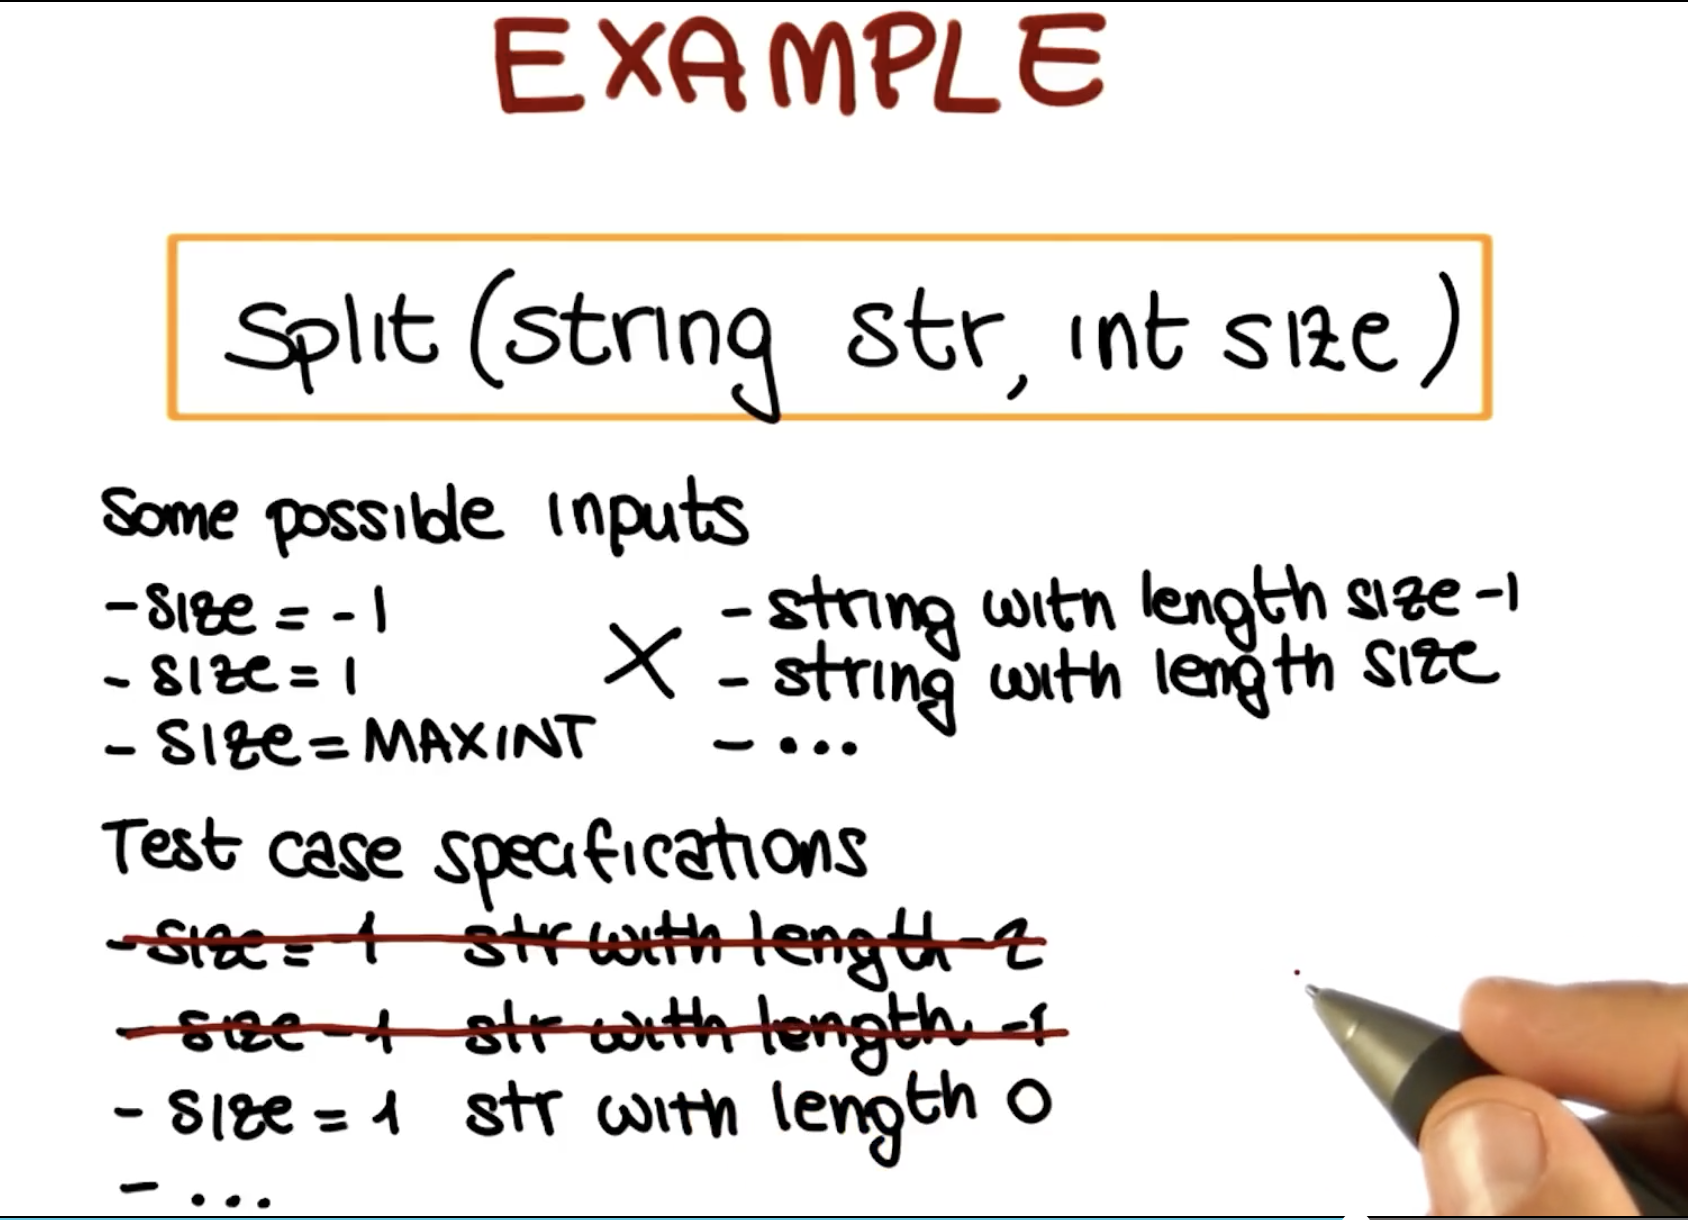 EXAMPLE
Split (string str, int size)
Some possible inputs
- size = -1
- size = 1
- size = MAXINT
X
- string with length size -1
- string with length size
- ...
Test case specifications
- size = -1 str with length -2
- size -1 str with length -1
- size = 1 str with length 0
- ...